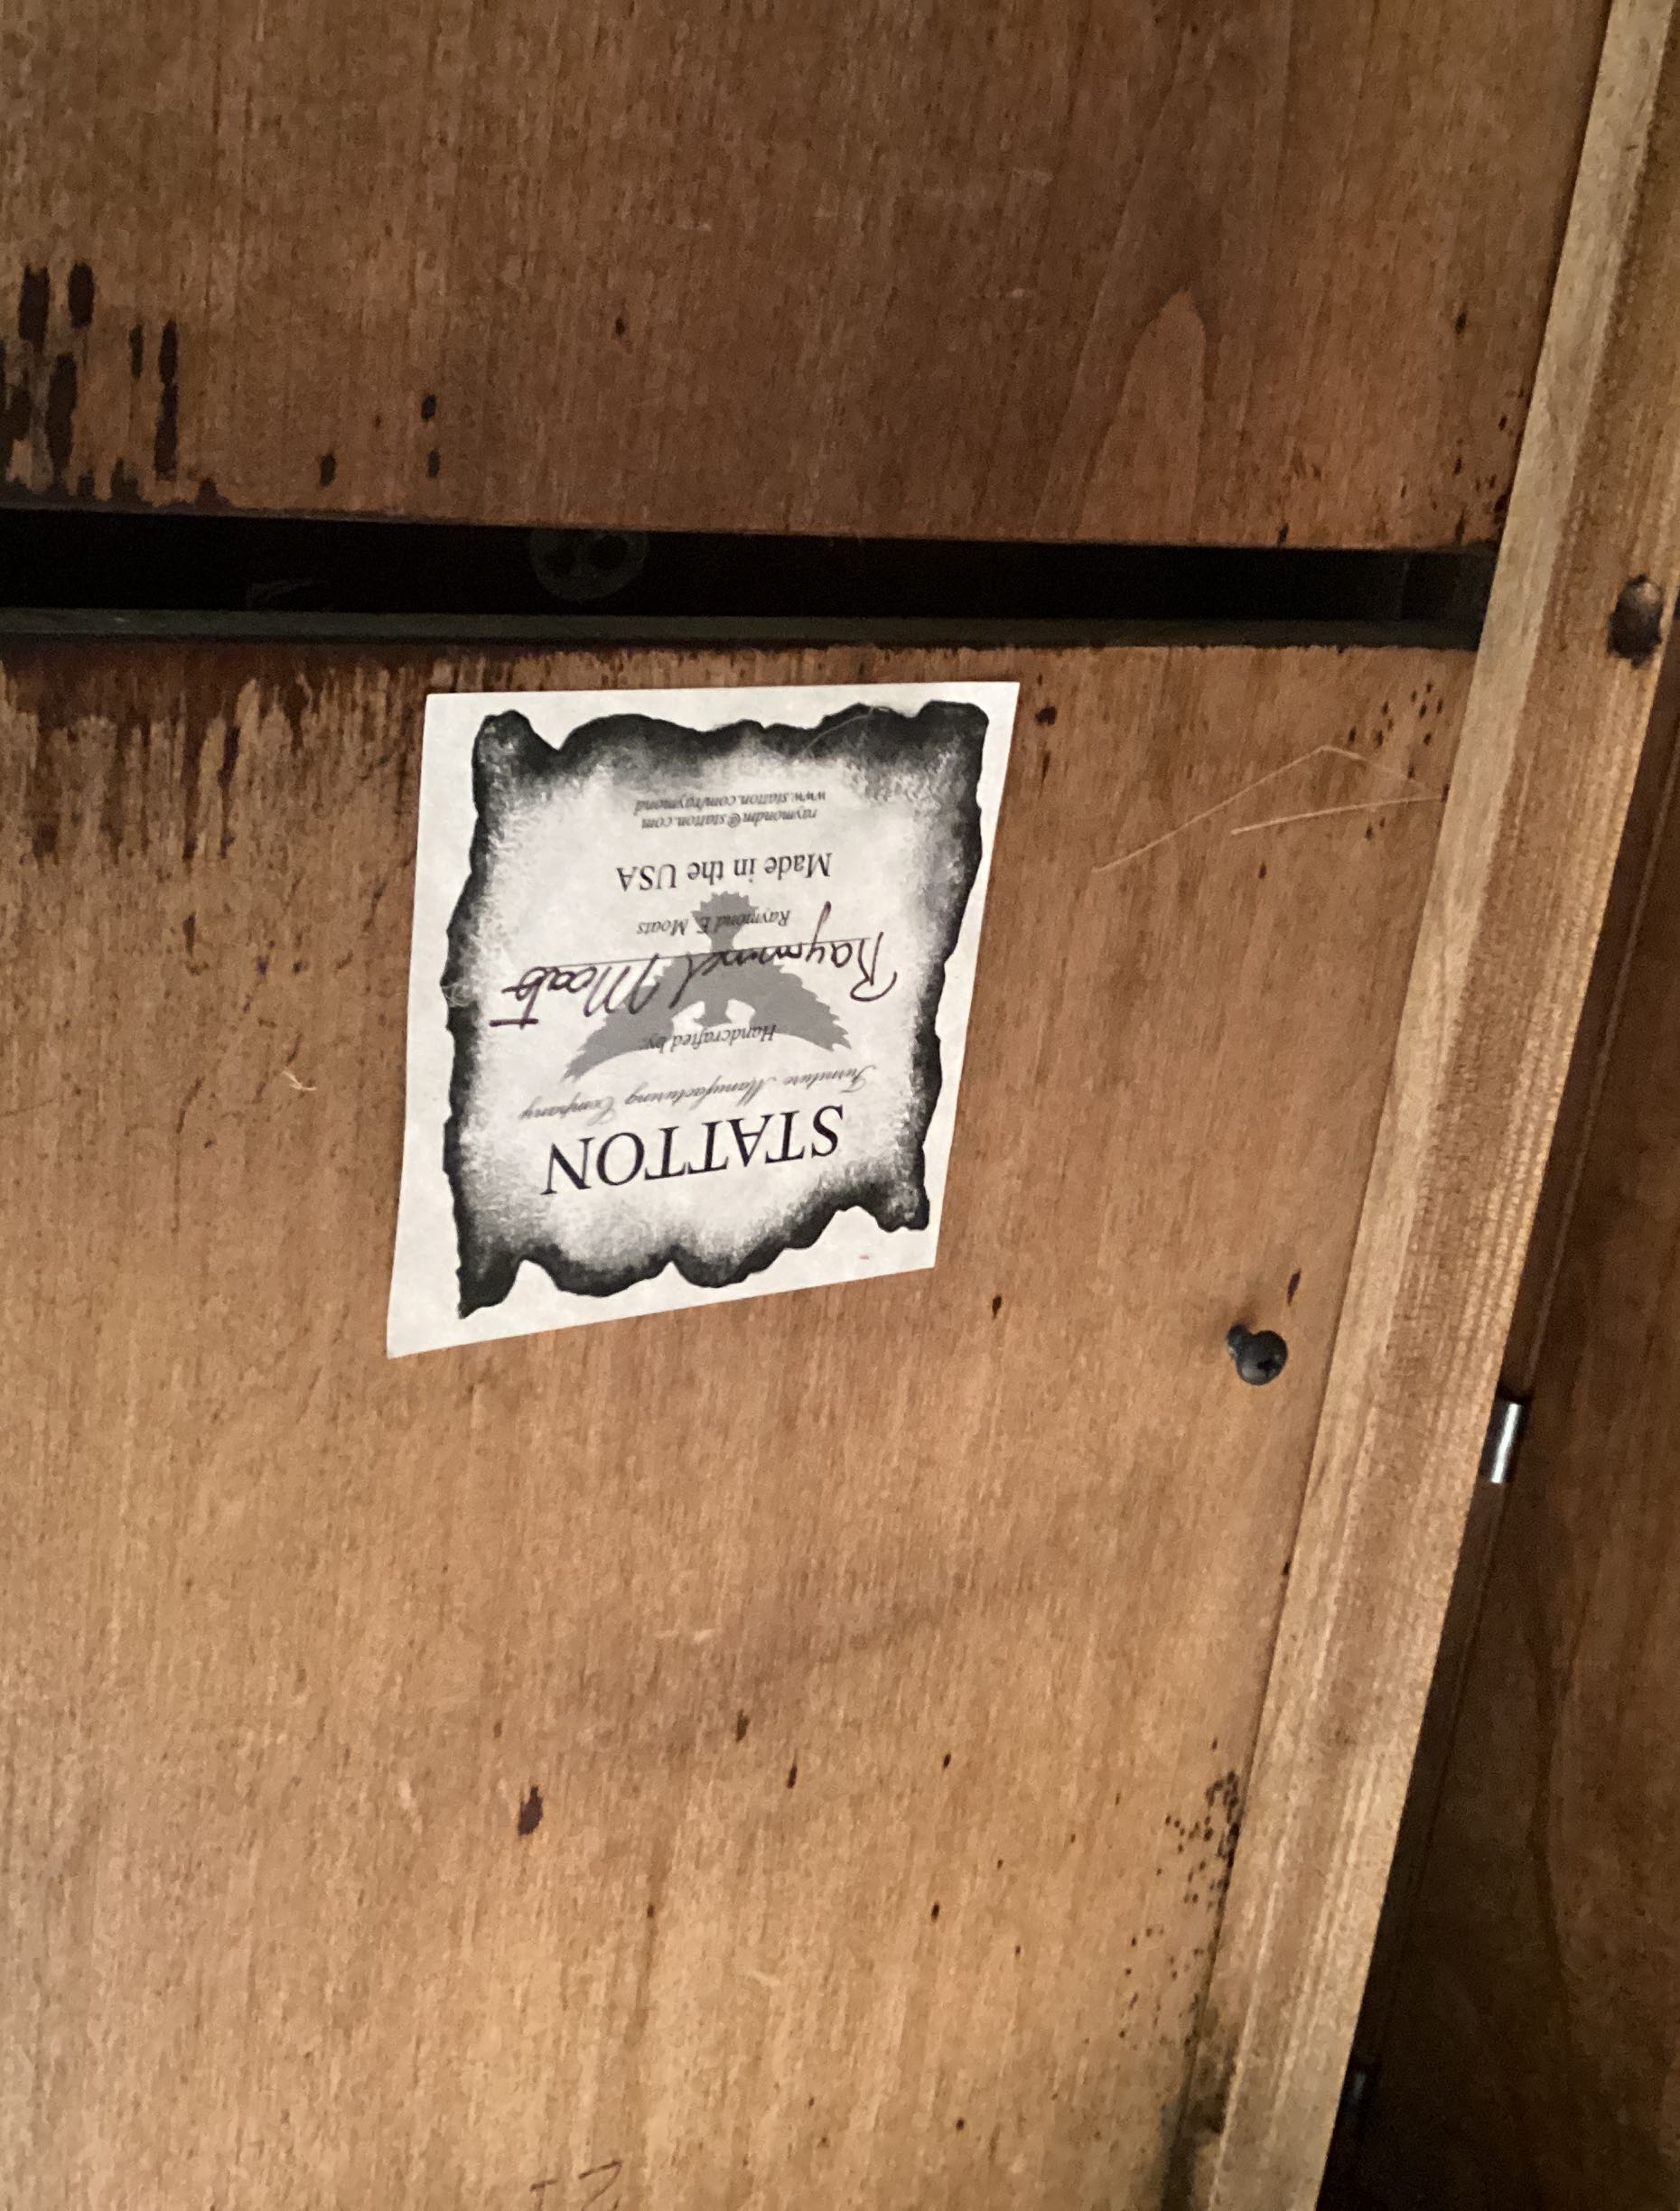 STATTON
Furniture Manufacturing Company
Handcrafted by:
Raymond Moats
Raymond E Moats
Made in the USA
raymondm@statton.com
www.statton.com/raymond